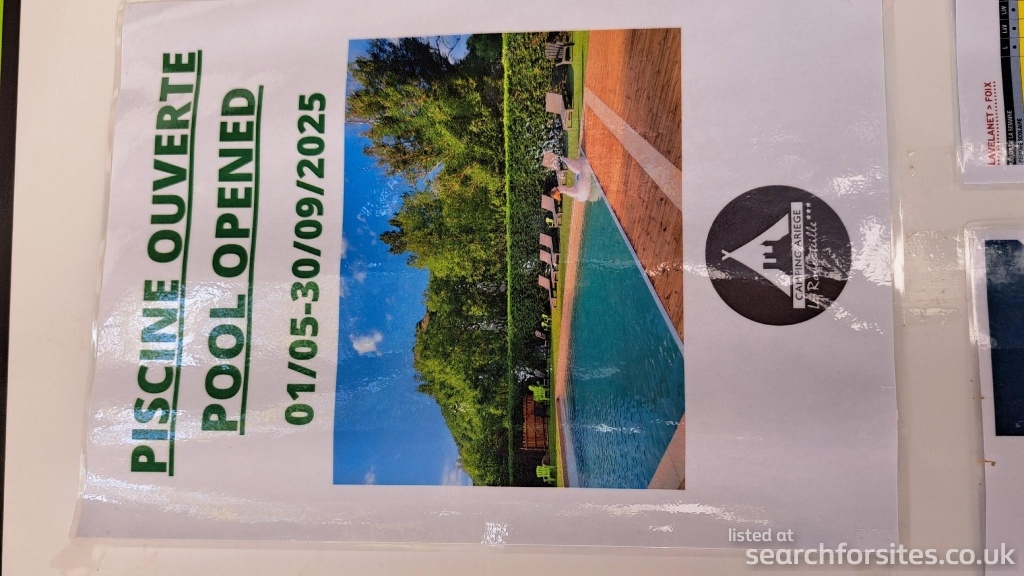 PISCINE OUVERTE
POOL OPENED
01/05-30/09/2025
CAMPING ARIEGE
***
LAVELANET > FOIX
listed at
searchforsites.co.uk